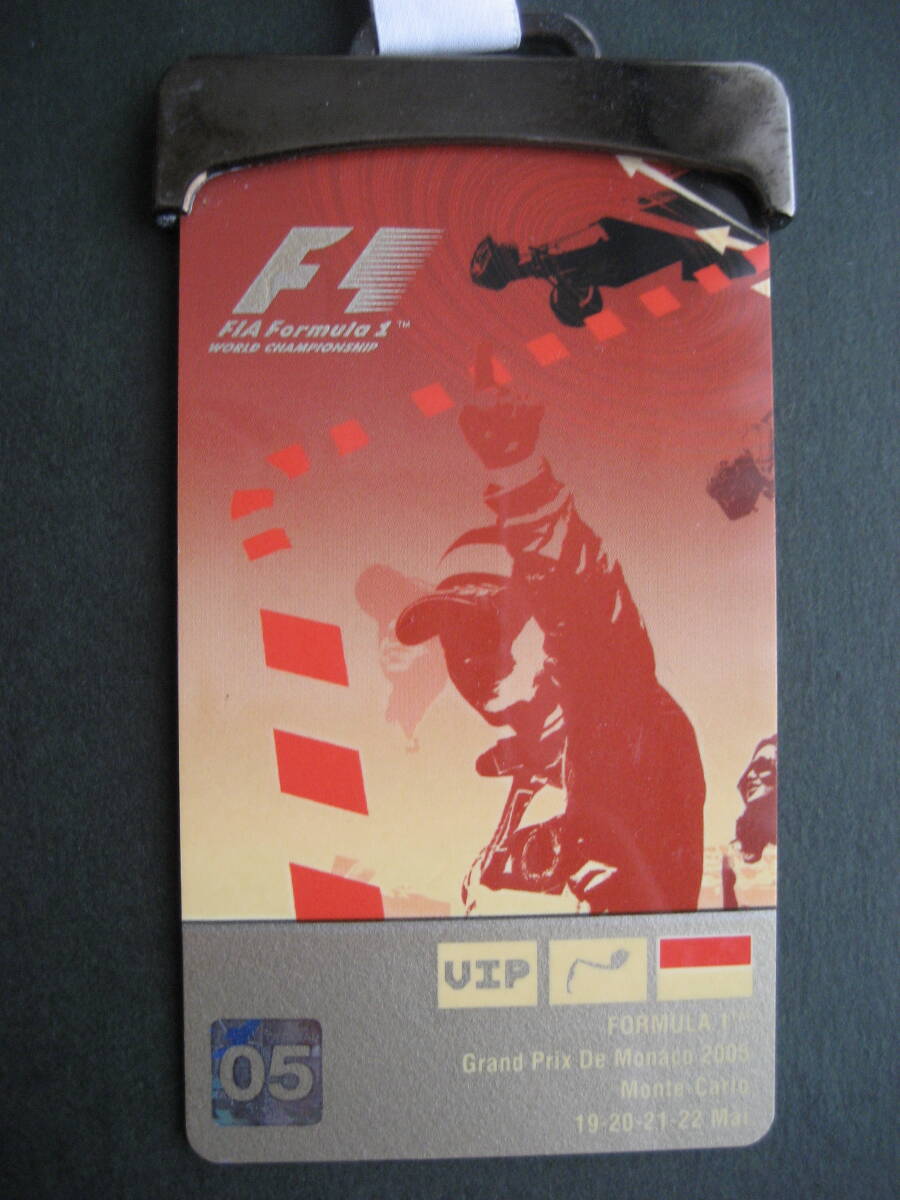 F1
FIA Formula 1™
WORLD CHAMPIONSHIP
VIP
FORMULA 1™
Grand Prix De Monaco 2005
Monte-Carlo
19-20-21-22 Mai
05